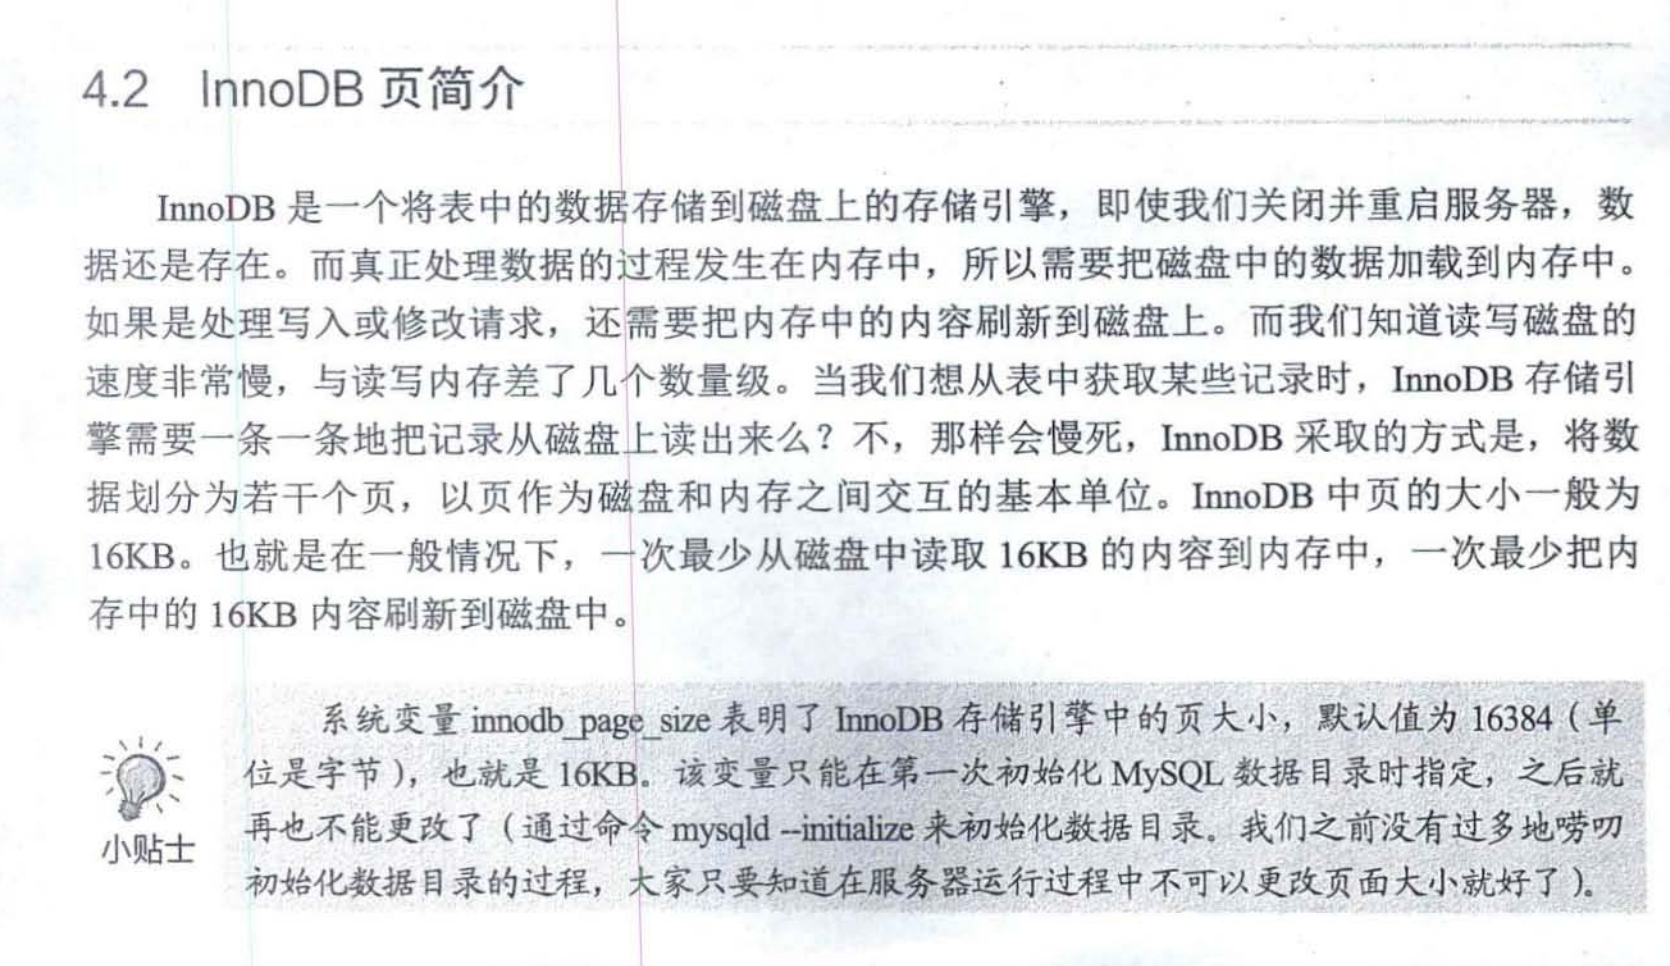 4.2 InnoDB 页简介
InnoDB 是一个将表中的数据存储到磁盘上的存储引擎，即使我们关闭并重启服务器，数
据还是存在。而真正处理数据的过程发生在内存中，所以需要把磁盘中的数据加载到内存中。
如果是处理写入或修改请求，还需要把内存中的内容刷新到磁盘上。而我们知道读写磁盘的
速度非常慢，与读写内存差了几个数量级。当我们想从表中获取某些记录时，InnoDB 存储引
擎需要一条一条地把记录从磁盘上读出来么？不，那样会慢死，InnoDB 采取的方式是，将数
据划分为若干个页，以页作为磁盘和内存之间交互的基本单位。InnoDB 中页的大小一般为
16KB。也就是在一般情况下，一次最少从磁盘中读取 16KB 的内容到内存中，一次最少把内
存中的 16KB 内容刷新到磁盘中。
系统变量 innodb_page_size 表明了 InnoDB 存储引擎中的页大小，默认值为 16384（单
位是字节），也就是 16KB。该变量只能在第一次初始化 MySQL 数据目录时指定，之后就
再也不能更改了（通过命令 mysqld --initialize 来初始化数据目录。我们之前没有过多地唠叨
初始化数据目录的过程，大家只要知道在服务器运行过程中不可以更改页面大小就好了）。
小贴士